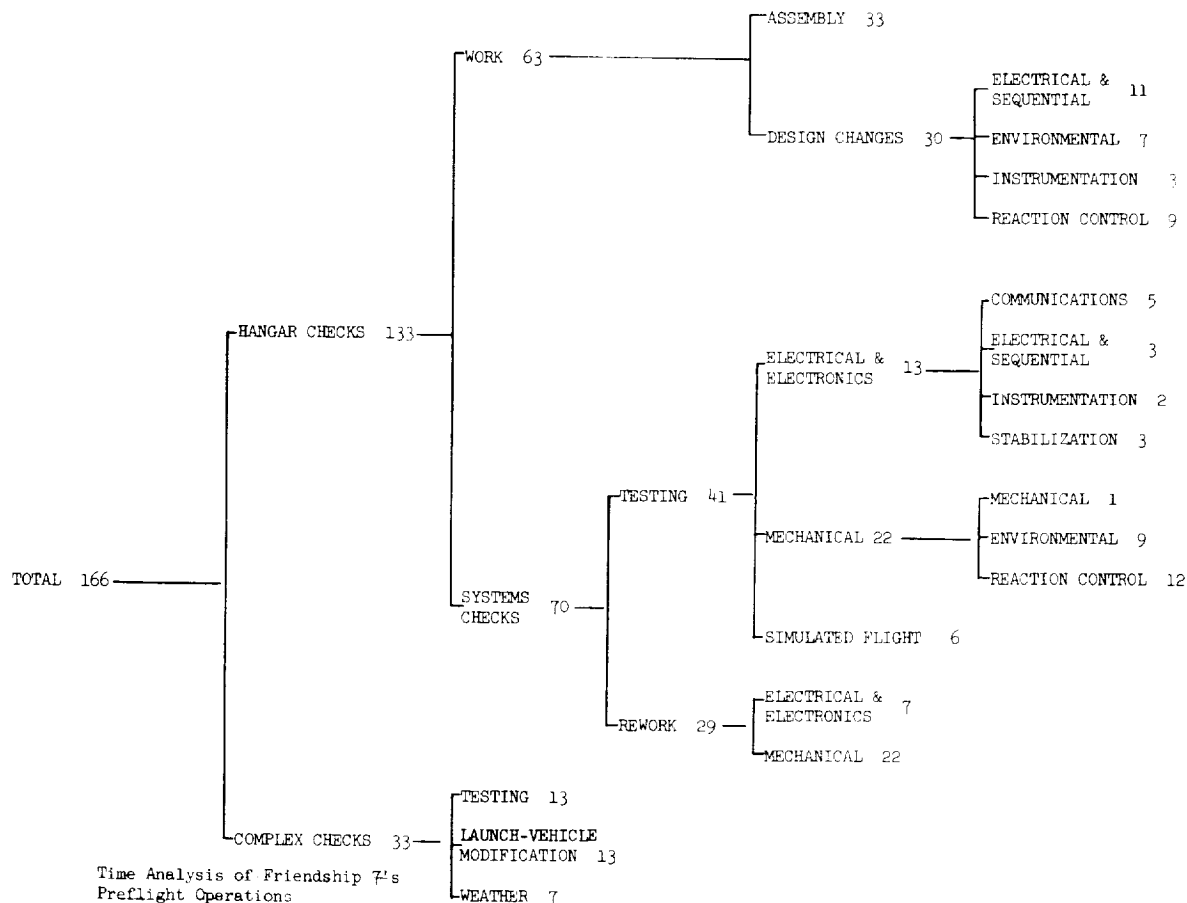 ASSEMBLY 33
WORK 63
ELECTRICAL &
SEQUENTIAL 11
DESIGN CHANGES 30
ENVIRONMENTAL 7
INSTRUMENTATION 3
REACTION CONTROL 9
COMMUNICATIONS 5
HANGAR CHECKS 133
ELECTRICAL &
SEQUENTIAL 3
ELECTRICAL &
ELECTRONICS 13
INSTRUMENTATION 2
STABILIZATION 3
TESTING 41
MECHANICAL 1
MECHANICAL 22
ENVIRONMENTAL 9
REACTION CONTROL 12
TOTAL 166
SYSTEMS
CHECKS 70
SIMULATED FLIGHT 6
ELECTRICAL &
ELECTRONICS 7
REWORK 29
MECHANICAL 22
TESTING 13
COMPLEX CHECKS 33
LAUNCH-VEHICLE
MODIFICATION 13
WEATHER 7
Time Analysis of Friendship 7's
Preflight Operations